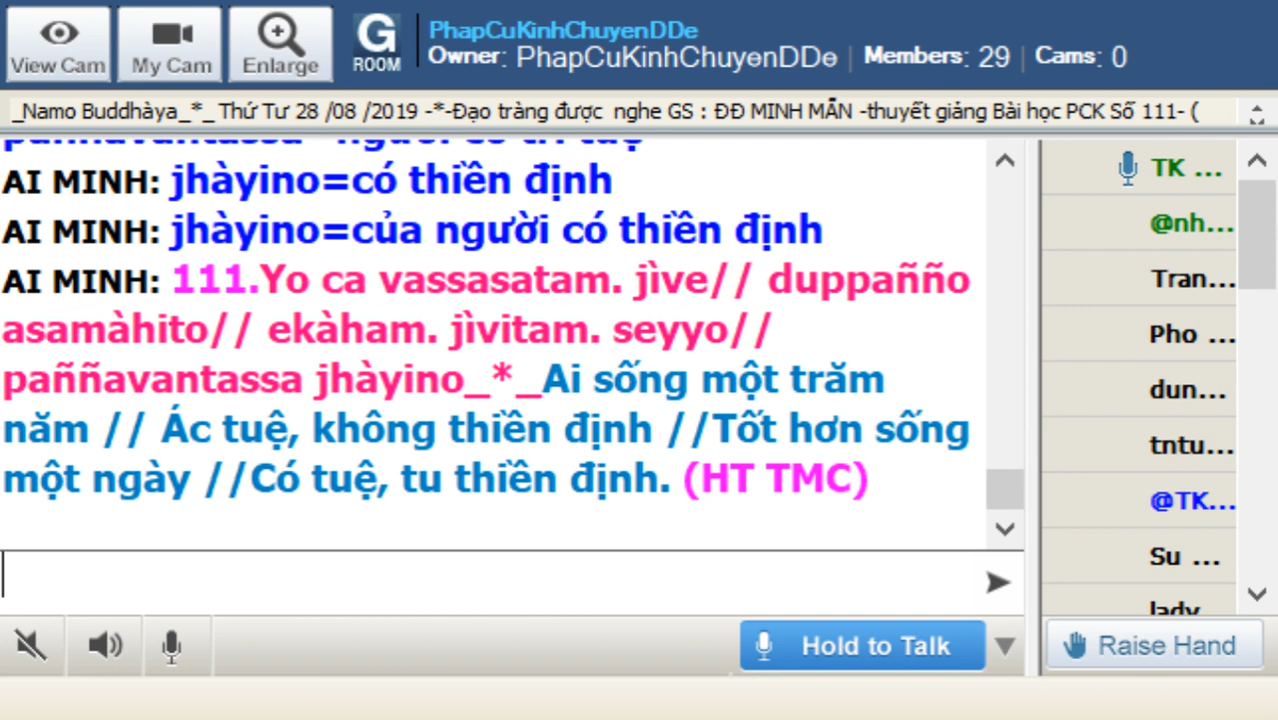 View Cam
My Cam
Enlarge
G
ROOM
PhapCuKinhChuyenDDe
Owner: PhapCuKinhChuyenDDe | Members: 29 | Cams: 0
_Namo Buddhàya_*_ Thứ Tư 28 /08 /2019 -*-Đạo tràng được nghe GS : ĐĐ MINH MẪN -thuyết giảng Bài học PCK Số 111- (
AI MINH: jhàyino=có thiền định
AI MINH: jhàyino=của người có thiền định
AI MINH: 111.Yo ca vassasatam. jìve// duppañño
asamàhito// ekàham. jìvitam. seyyo//
paññavantassa jhàyino_*_Ai sống một trăm
năm // Ác tuệ, không thiền định //Tốt hơn sống
một ngày //Có tuệ, tu thiền định. (HT TMC)
TK ...
@nh...
Tran...
Pho ...
dun...
tntu...
@TK...
Su ...
lady
Hold to Talk
Raise Hand